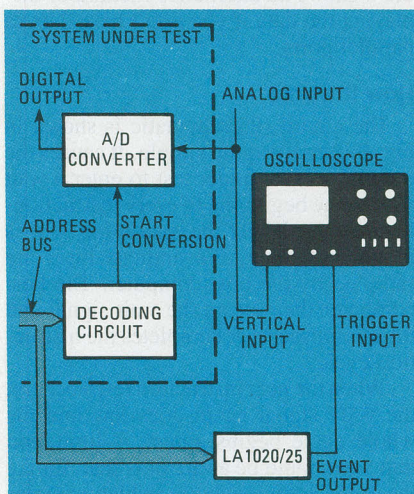 SYSTEM UNDER TEST
DIGITAL
OUTPUT
ANALOG INPUT
A/D
CONVERTER
OSCILLOSCOPE
ADDRESS
BUS
START
CONVERSION
DECODING
CIRCUIT
VERTICAL
INPUT
TRIGGER
INPUT
LA1020/25
EVENT
OUTPUT